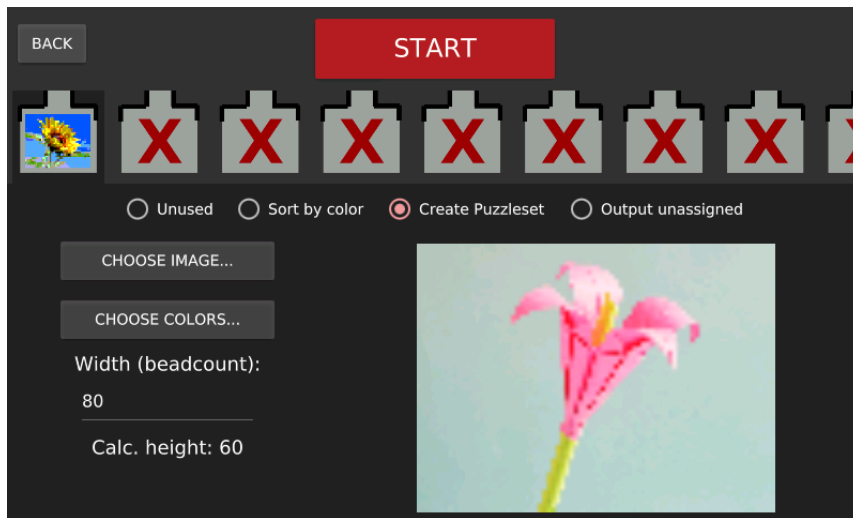 BACK
START
X X X X X X X X
Unused Sort by color Create Puzzleset Output unassigned
CHOOSE IMAGE...
CHOOSE COLORS...
Width (beadcount):
80
Calc. height: 60